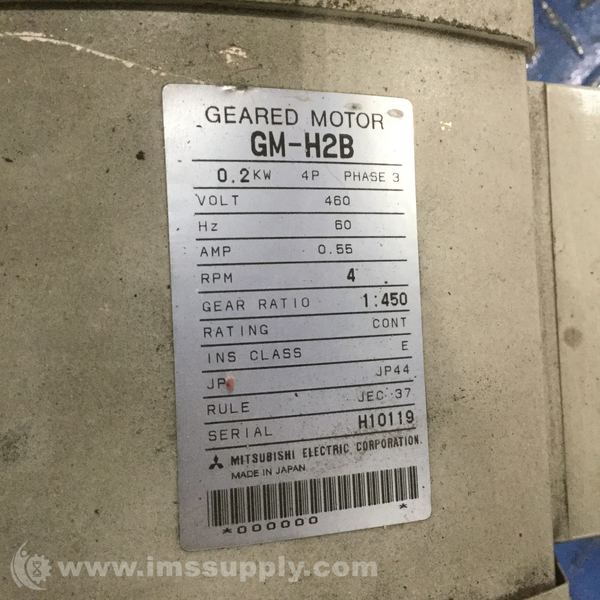 GEARED MOTOR
GM-H2B
0.2 KW 4P PHASE 3
VOLT 460
Hz 60
AMP 0.55
RPM 4
GEAR RATIO 1:450
RATING CONT
INS CLASS E
JP JP44
RULE JEC-37
SERIAL H10119
MITSUBISHI ELECTRIC CORPORATION.
MADE IN JAPAN
*000000 *
www.imssupply.com